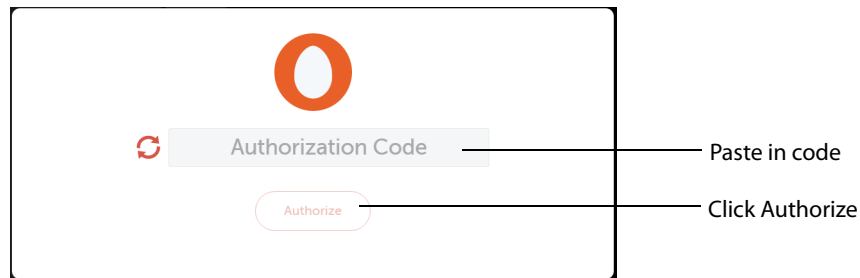 Authorization Code
Paste in code
Authorize
Click Authorize